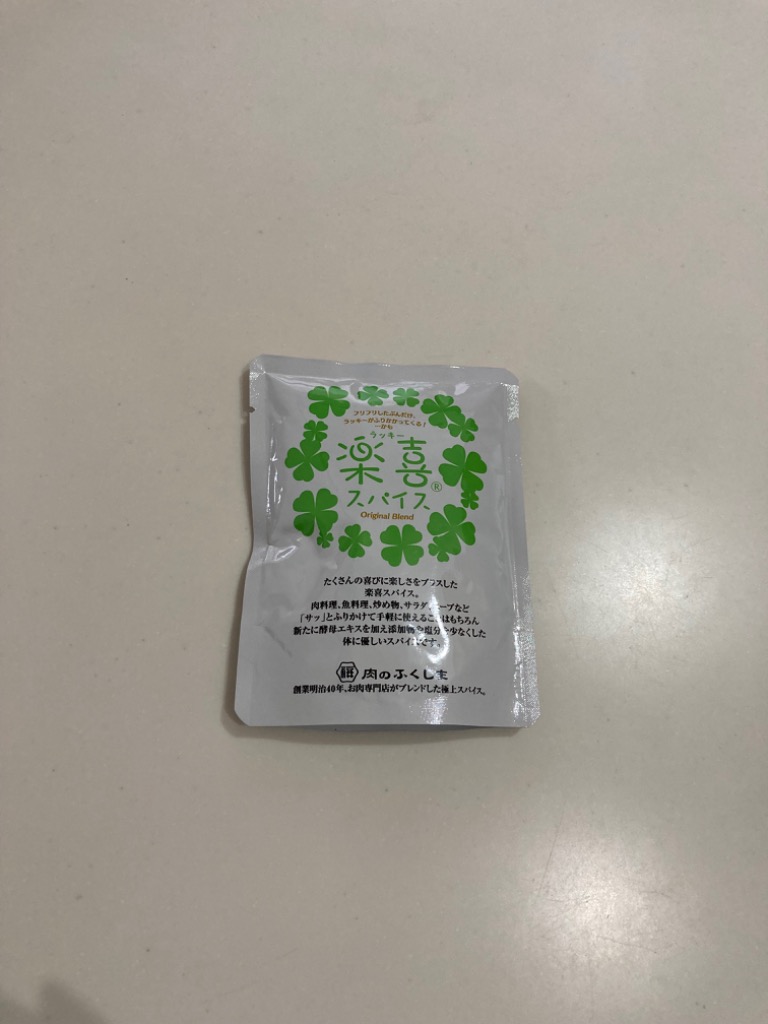 フリフリしたぶんだけ、
ラッキーがふりかかってくる!
…かも
ラッキー
楽喜
スパイス®
Original Blend
たくさんの喜びに楽しさをプラスした
楽喜スパイス。
肉料理、魚料理、炒め物、サラダ、スープなど
「サッ」とふりかけて手軽に使えることはもちろん
新たに酵母エキスを加え添加物や塩分を少なくした
体に優しいスパイスです。
肉のふくしま
創業明治40年、お肉専門店がブレンドした極上スパイス。